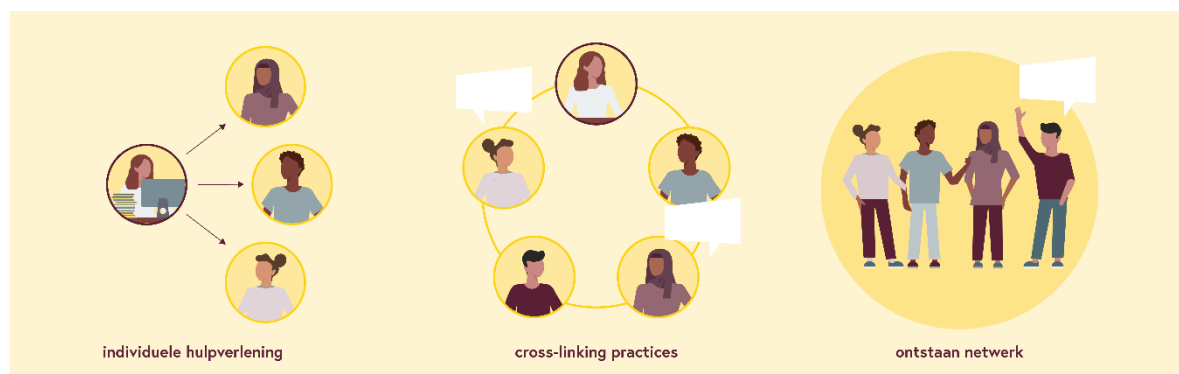 individuele hulpverlening
cross-linking practices
ontstaan netwerk